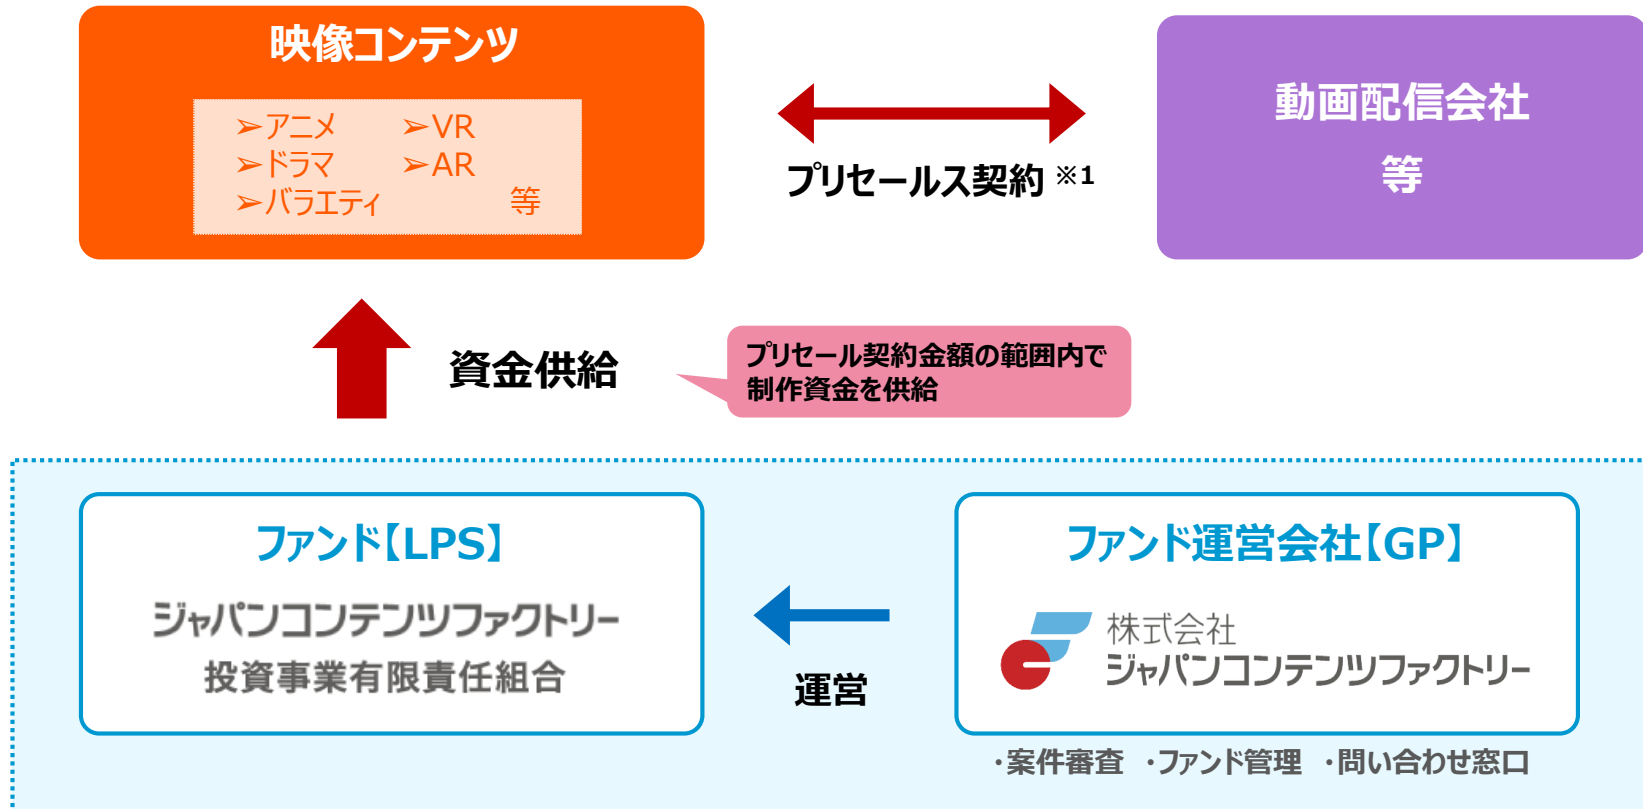 映像コンテンツ
➢アニメ ➢VR
➢ドラマ ➢AR
➢バラエティ 等
プリセールス契約 ※1
動画配信会社
等
資金供給
プリセール契約金額の範囲内で
制作資金を供給
ファンド【LPS】
ジャパンコンテンツファクトリー
投資事業有限責任組合
運営
ファンド運営会社【GP】
株式会社
ジャパンコンテンツファクトリー
・案件審査 ・ファンド管理 ・問い合わせ窓口